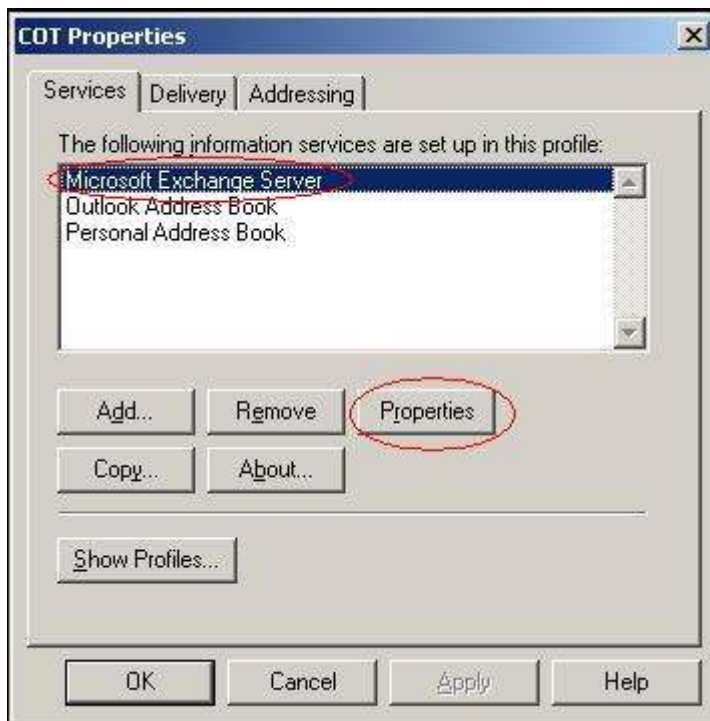 COT Properties
Services Delivery Addressing
The following information services are set up in this profile:
Microsoft Exchange Server
Outlook Address Book
Personal Address Book
Add... Remove Properties
Copy... About...
Show Profiles...
OK Cancel Apply Help